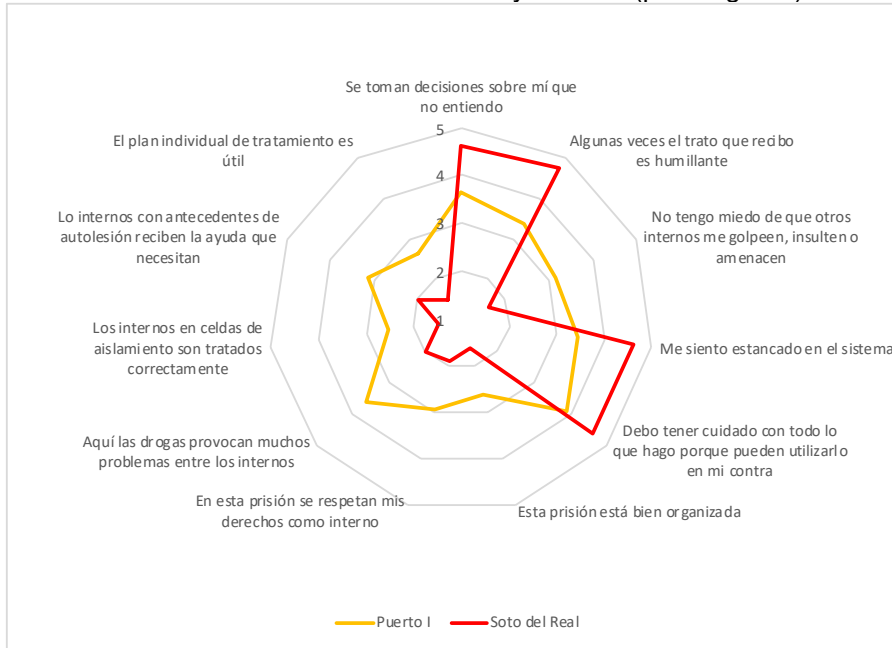 Se toman decisiones sobre mí que
no entiendo
El plan individual de tratamiento es
útil
Algunas veces el trato que recibo
es humillante
Lo internos con antecedentes de
autolesión reciben la ayuda que
necesitan
No tengo miedo de que otros
internos me golpeen, insulten o
amenacen
Los internos en celdas de
aislamiento son tratados
correctamente
Me siento estancado en el sistema
Aquí las drogas provocan muchos
problemas entre los internos
Debo tener cuidado con todo lo
que hago porque pueden utilizarlo
en mi contra
En esta prisión se respetan mis
derechos como interno
Esta prisión está bien organizada
5
4
3
2
1
Puerto I
Soto del Real